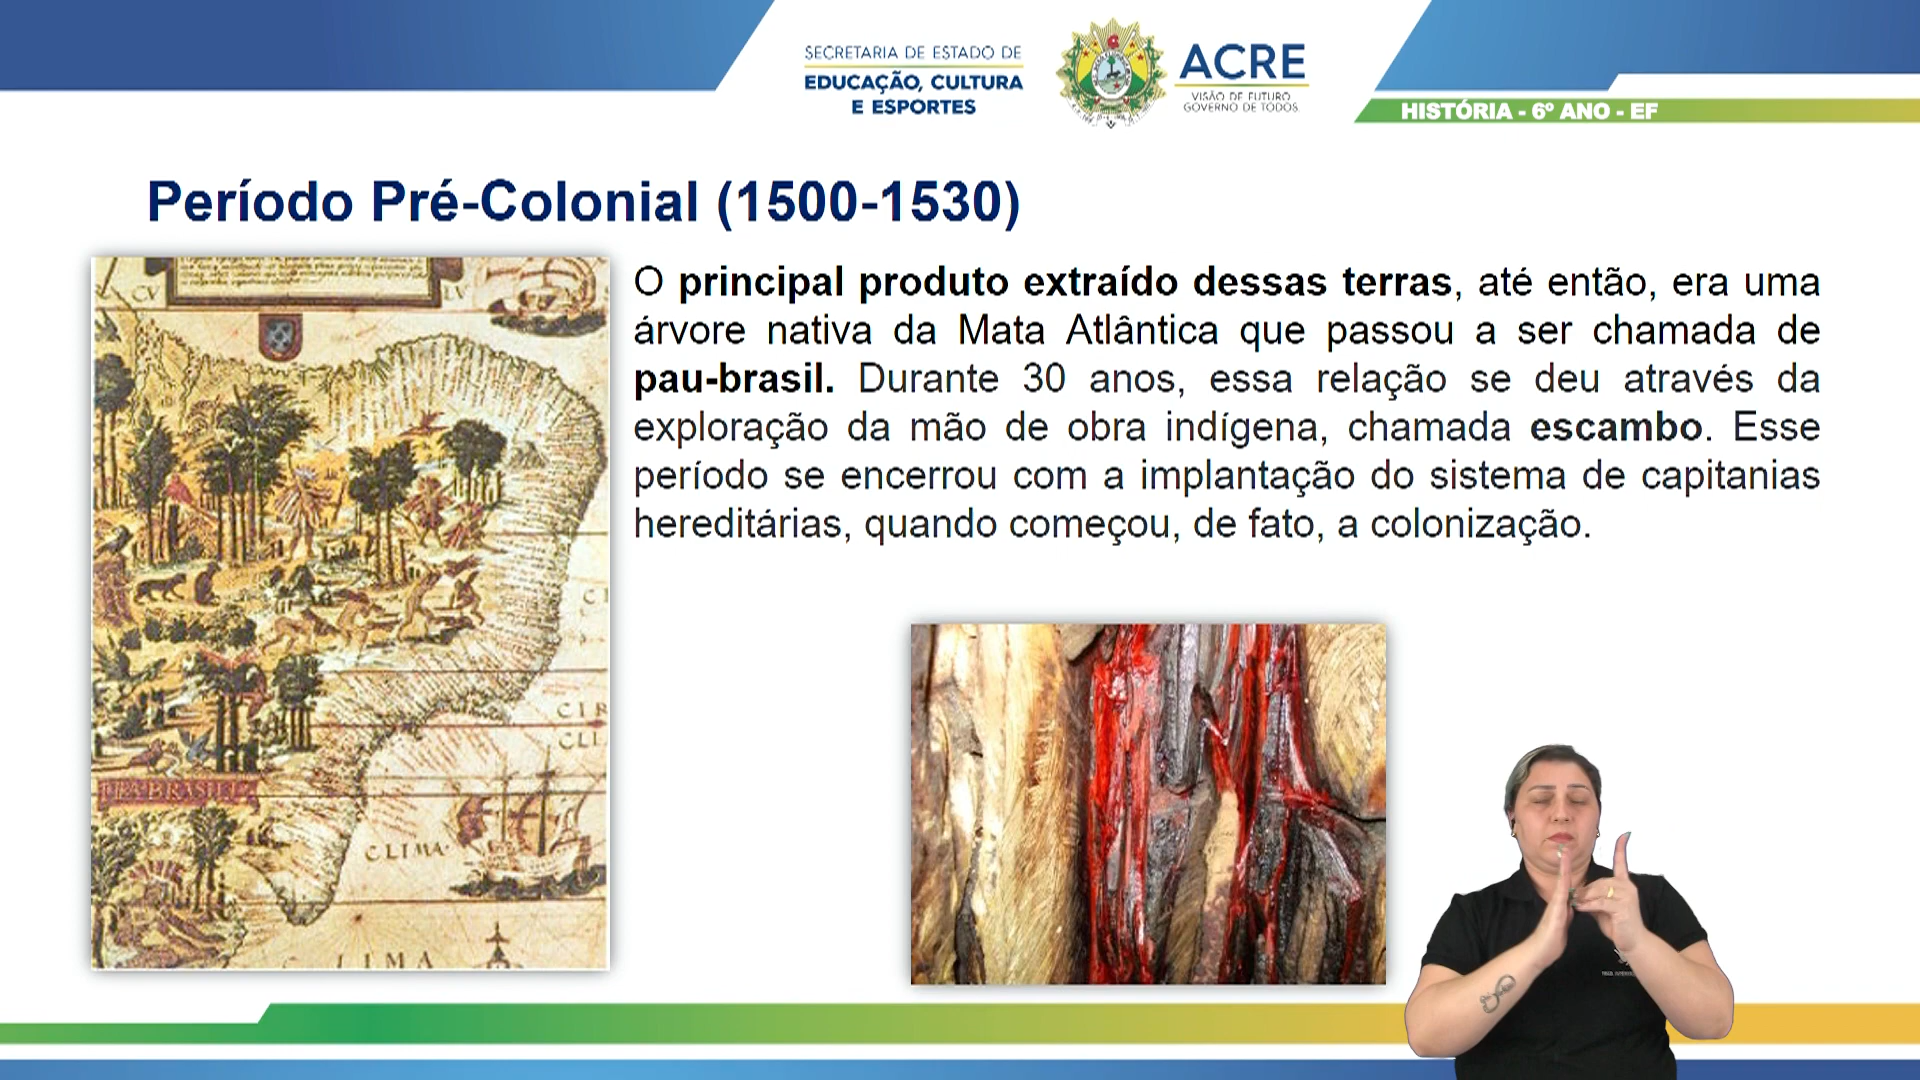 SECRETARIA DE ESTADO DE
EDUCAÇÃO, CULTURA
E ESPORTES
ACRE
VISÃO DE FUTURO
GOVERNO DE TODOS
HISTÓRIA - 6º ANO - EF
Período Pré-Colonial (1500-1530)
O principal produto extraído dessas terras, até então, era uma
árvore nativa da Mata Atlântica que passou a ser chamada de
pau-brasil. Durante 30 anos, essa relação se deu através da
exploração da mão de obra indígena, chamada escambo. Esse
período se encerrou com a implantação do sistema de capitanias
hereditárias, quando começou, de fato, a colonização.
CLIMA